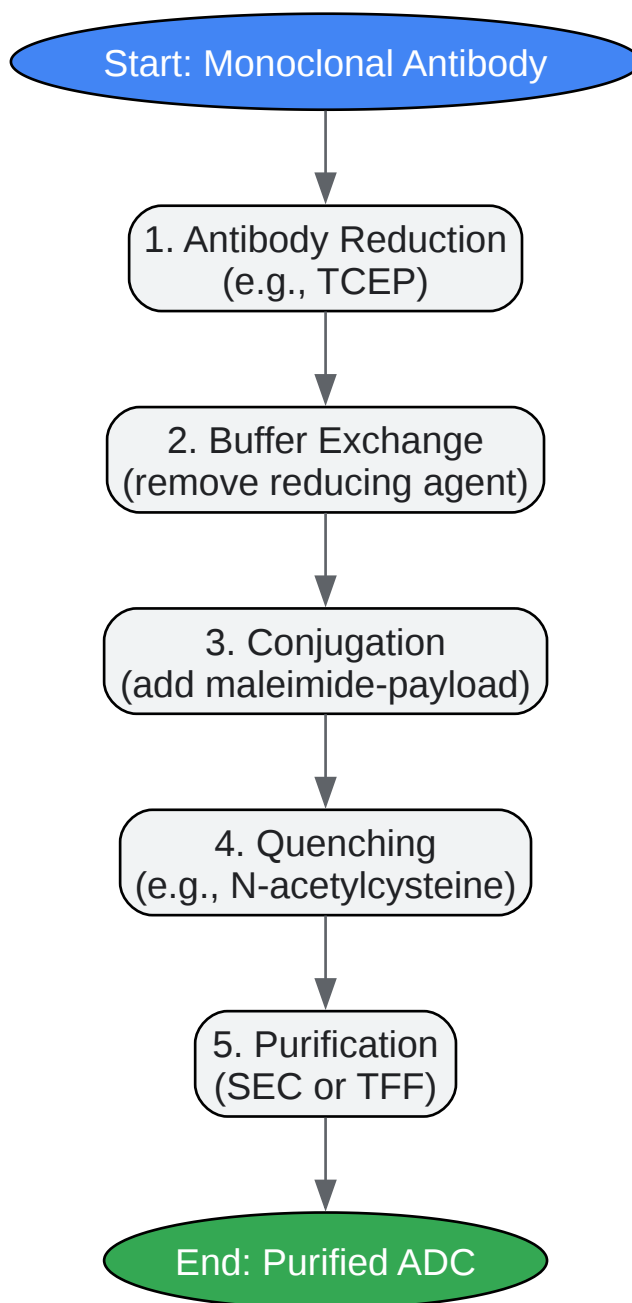 Start: Monoclonal Antibody
1. Antibody Reduction
(e.g., TCEP)
2. Buffer Exchange
(remove reducing agent)
3. Conjugation
(add maleimide-payload)
4. Quenching
(e.g., N-acetylcysteine)
5. Purification
(SEC or TFF)
End: Purified ADC